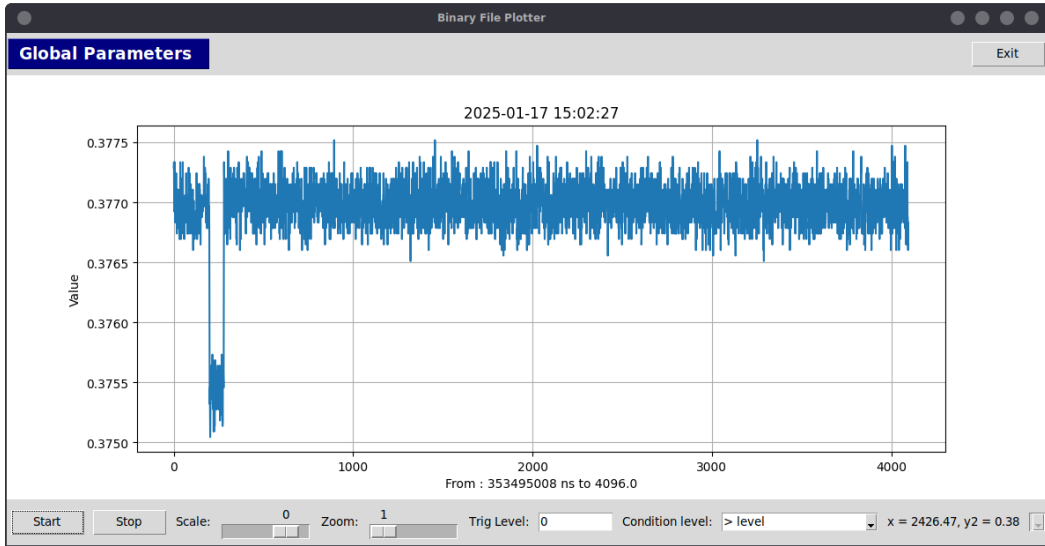 Binary File Plotter
Global Parameters
Exit
2025-01-17 15:02:27
0.3775
0.3770
0.3765
0.3760
0.3755
0.3750
Value
0 1000 2000 3000 4000
From : 353495008 ns to 4096.0
Start Stop Scale: 0 Zoom: 1 Trig Level: 0 Condition level: > level x = 2426.47, y2 = 0.38